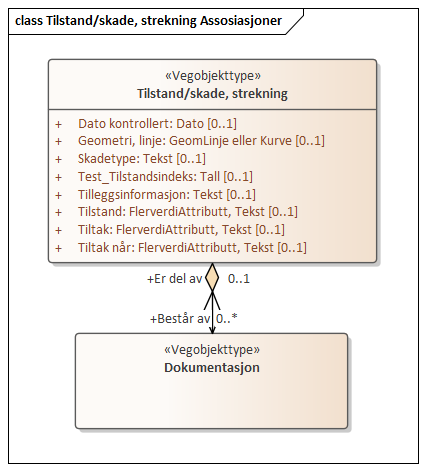 class Tilstand/skade, strekning Assosiasjoner
«Vegobjekttype»
Tilstand/skade, strekning
+ Dato kontrollert: Dato [0..1]
+ Geometri, linje: GeomLinje eller Kurve [0..1]
+ Skadetype: Tekst [0..1]
+ Test_Tilstandsindeks: Tall [0..1]
+ Tilleggsinformasjon: Tekst [0..1]
+ Tilstand: FlerverdiAttributt, Tekst [0..1]
+ Tiltak: FlerverdiAttributt, Tekst [0..1]
+ Tiltak når: FlerverdiAttributt, Tekst [0..1]
+Er del av 0..1
+Består av 0..*
«Vegobjekttype»
Dokumentasjon